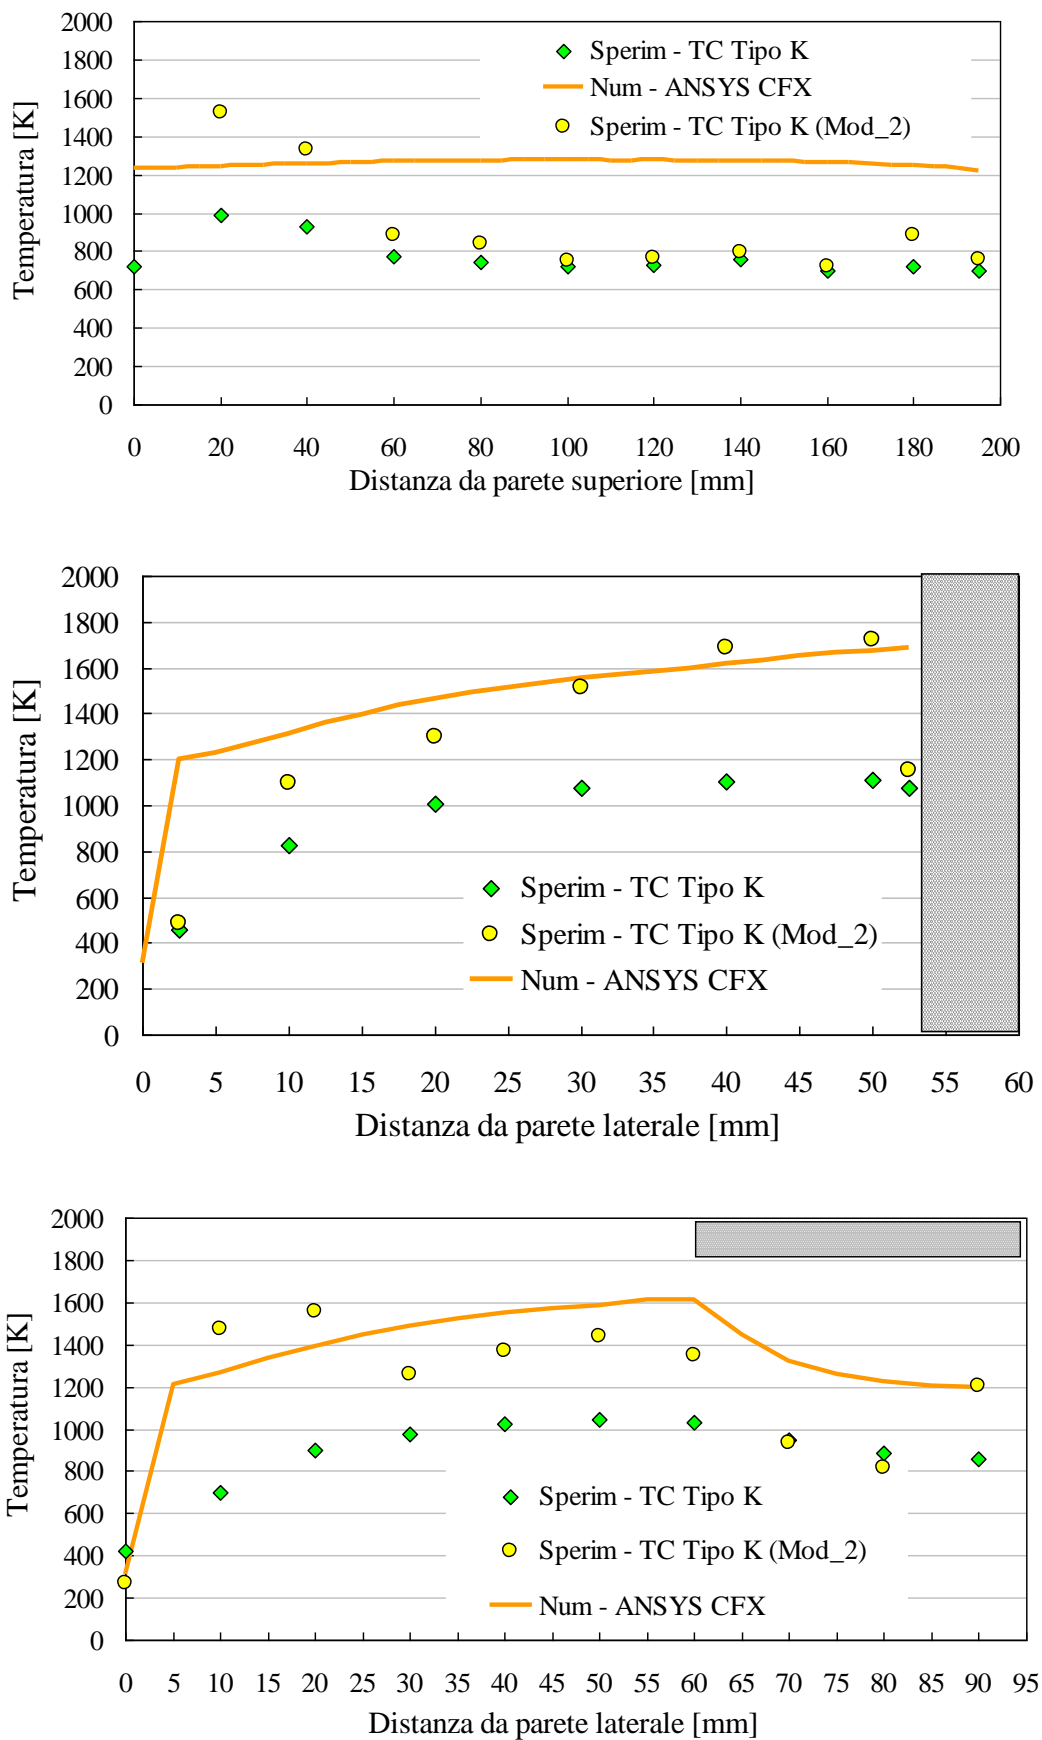 2000
1800
1600
1400
1200
1000
800
600
400
200
0
Temperatura [K]
Sperim - TC Tipo K
Num - ANSYS CFX
Sperim - TC Tipo K (Mod_2)
0 20 40 60 80 100 120 140 160 180 200
Distanza da parete superiore [mm]
2000
1800
1600
1400
1200
1000
800
600
400
200
0
Temperatura [K]
Sperim - TC Tipo K
Sperim - TC Tipo K (Mod_2)
Num - ANSYS CFX
0 5 10 15 20 25 30 35 40 45 50 55 60
Distanza da parete laterale [mm]
2000
1800
1600
1400
1200
1000
800
600
400
200
0
Temperatura [K]
Sperim - TC Tipo K
Sperim - TC Tipo K (Mod_2)
Num - ANSYS CFX
0 5 10 15 20 25 30 35 40 45 50 55 60 65 70 75 80 85 90 95
Distanza da parete laterale [mm]